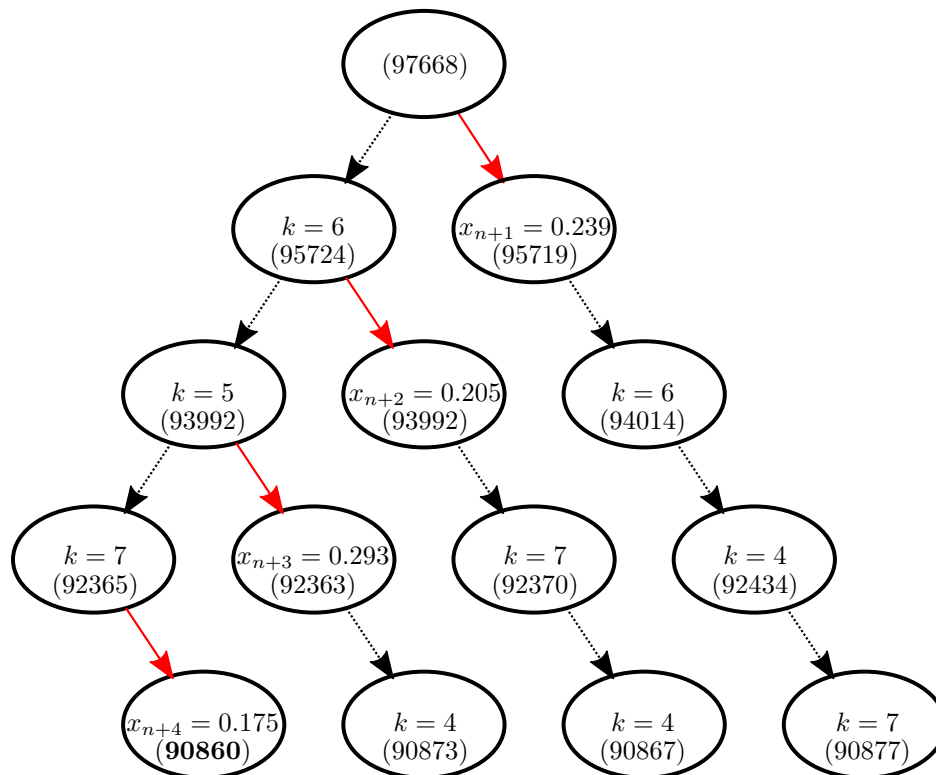 (97668)
k = 6
(95724)
x_{n+1} = 0.239
(95719)
k = 5
(93992)
x_{n+2} = 0.205
(93992)
k = 6
(94014)
k = 7
(92365)
x_{n+3} = 0.293
(92363)
k = 7
(92370)
k = 4
(92434)
x_{n+4} = 0.175
(90860)
k = 4
(90873)
k = 4
(90867)
k = 7
(90877)